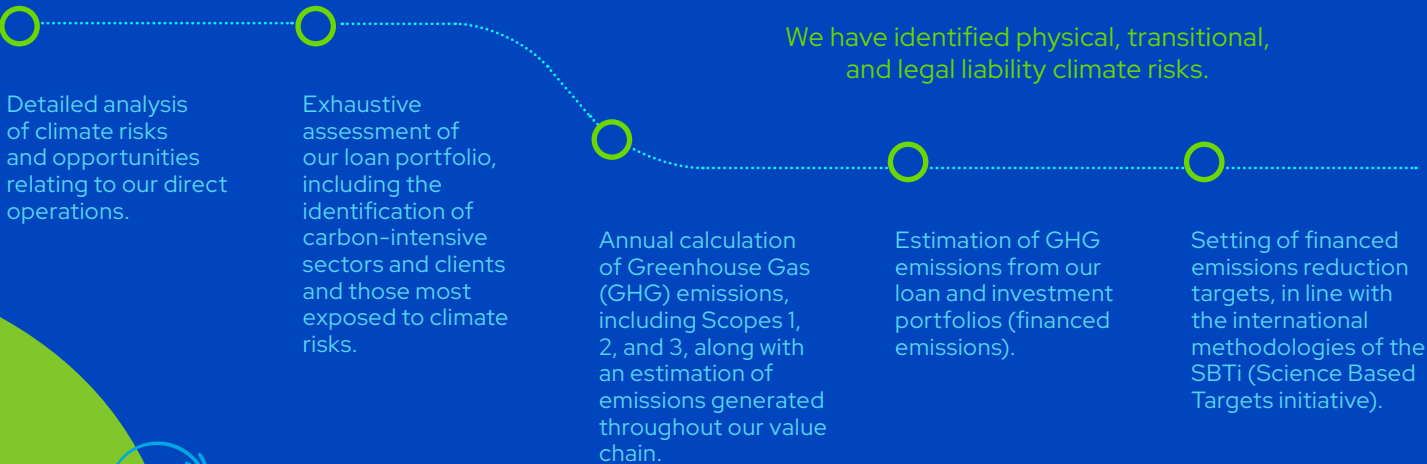 We have identified physical, transitional,
and legal liability climate risks.
Detailed analysis
of climate risks
and opportunities
relating to our direct
operations.
Exhaustive
assessment of
our loan portfolio,
including the
identification of
carbon-intensive
sectors and clients
and those most
exposed to climate
risks.
Annual calculation
of Greenhouse Gas
(GHG) emissions,
including Scopes 1,
2, and 3, along with
an estimation of
emissions generated
throughout our value
chain.
Estimation of GHG
emissions from our
loan and investment
portfolios (financed
emissions).
Setting of financed
emissions reduction
targets, in line with
the international
methodologies of the
SBTi (Science Based
Targets initiative).